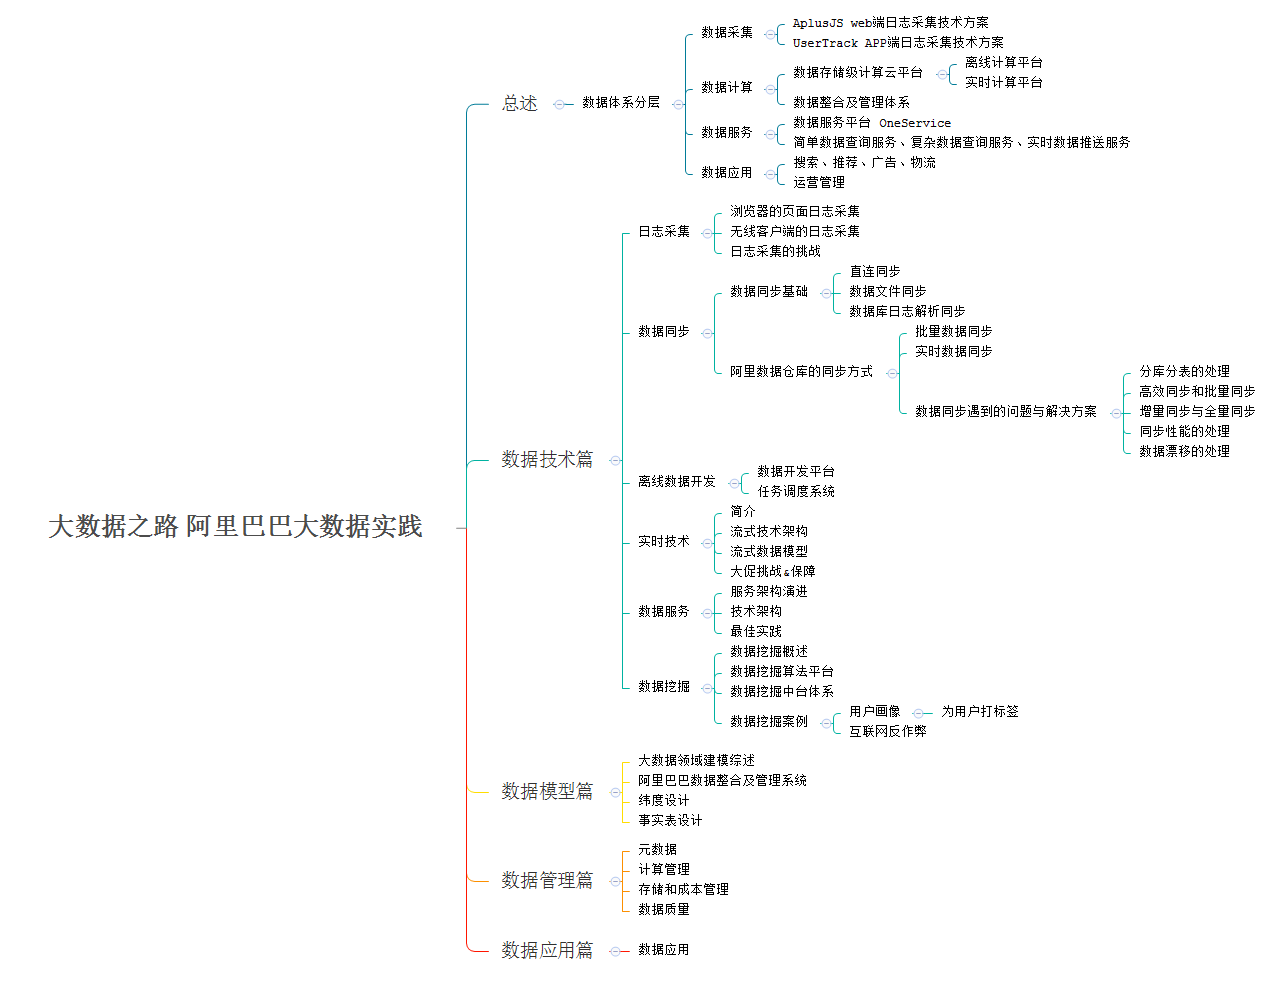 大数据之路 阿里巴巴大数据实践
总述
数据体系分层
数据采集
AplusJS web端日志采集技术方案
UserTrack APP端日志采集技术方案
数据计算
数据存储级计算云平台
离线计算平台
实时计算平台
数据整合及管理体系
数据服务
数据服务平台 OneService
简单数据查询服务、复杂数据查询服务、实时数据推送服务
数据应用
搜索、推荐、广告、物流
运营管理
数据技术篇
日志采集
浏览器的页面日志采集
无线客户端的日志采集
日志采集的挑战
数据同步
数据同步基础
直连同步
数据文件同步
数据库日志解析同步
阿里数据仓库的同步方式
批量数据同步
实时数据同步
数据同步遇到的问题与解决方案
分库分表的处理
高效同步和批量同步
增量同步与全量同步
同步性能的处理
数据漂移的处理
离线数据开发
数据开发平台
任务调度系统
实时技术
简介
流式技术架构
流式数据模型
大促挑战&保障
数据服务
服务架构演进
技术架构
最佳实践
数据挖掘
数据挖掘概述
数据挖掘算法平台
数据挖掘中台体系
数据挖掘案例
用户画像
为用户打标签
互联网反作弊
数据模型篇
大数据领域建模综述
阿里巴巴数据整合及管理系统
纬度设计
事实表设计
数据管理篇
元数据
计算管理
存储和成本管理
数据质量
数据应用篇
数据应用